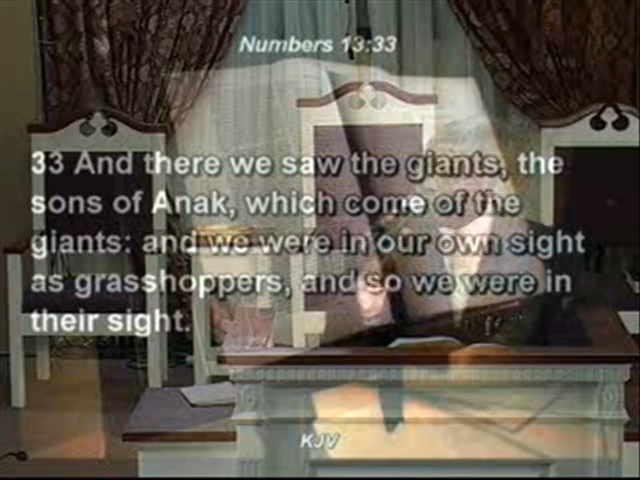 Numbers 13:33
33 And there we saw the giants, the
sons of Anak, which come of the
giants: and we were in our own sight
as grasshoppers, and so we were in
their sight.
KJV